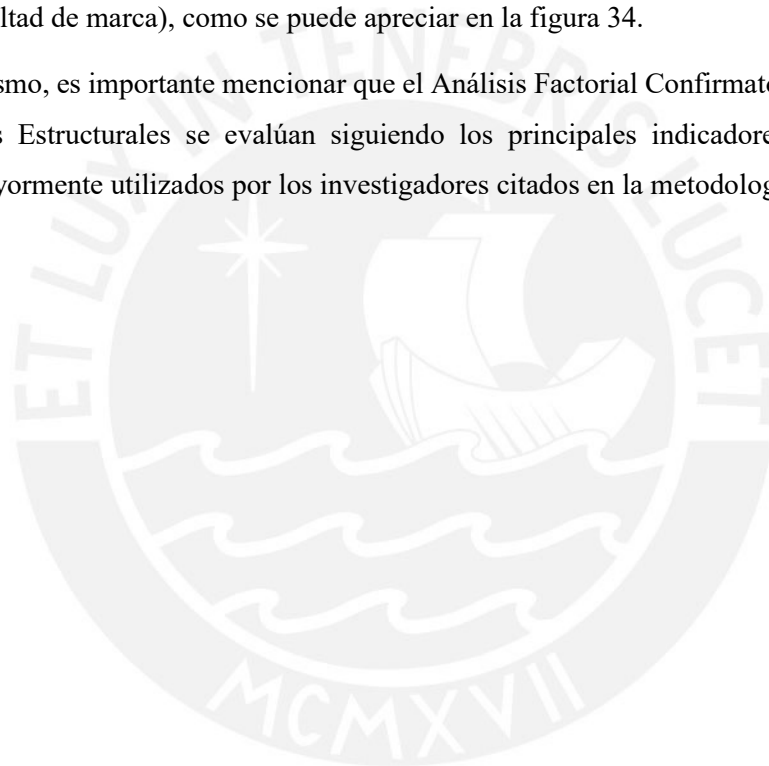 ltad de marca), como se puede apreciar en la figura 34.
smo, es importante mencionar que el Análisis Factorial Confirmat
s Estructurales se evalúan siguiendo los principales indicadore
yormente utilizados por los investigadores citados en la metodolog
ET LUX IN TENEBRIS LUCET
MCMXVII